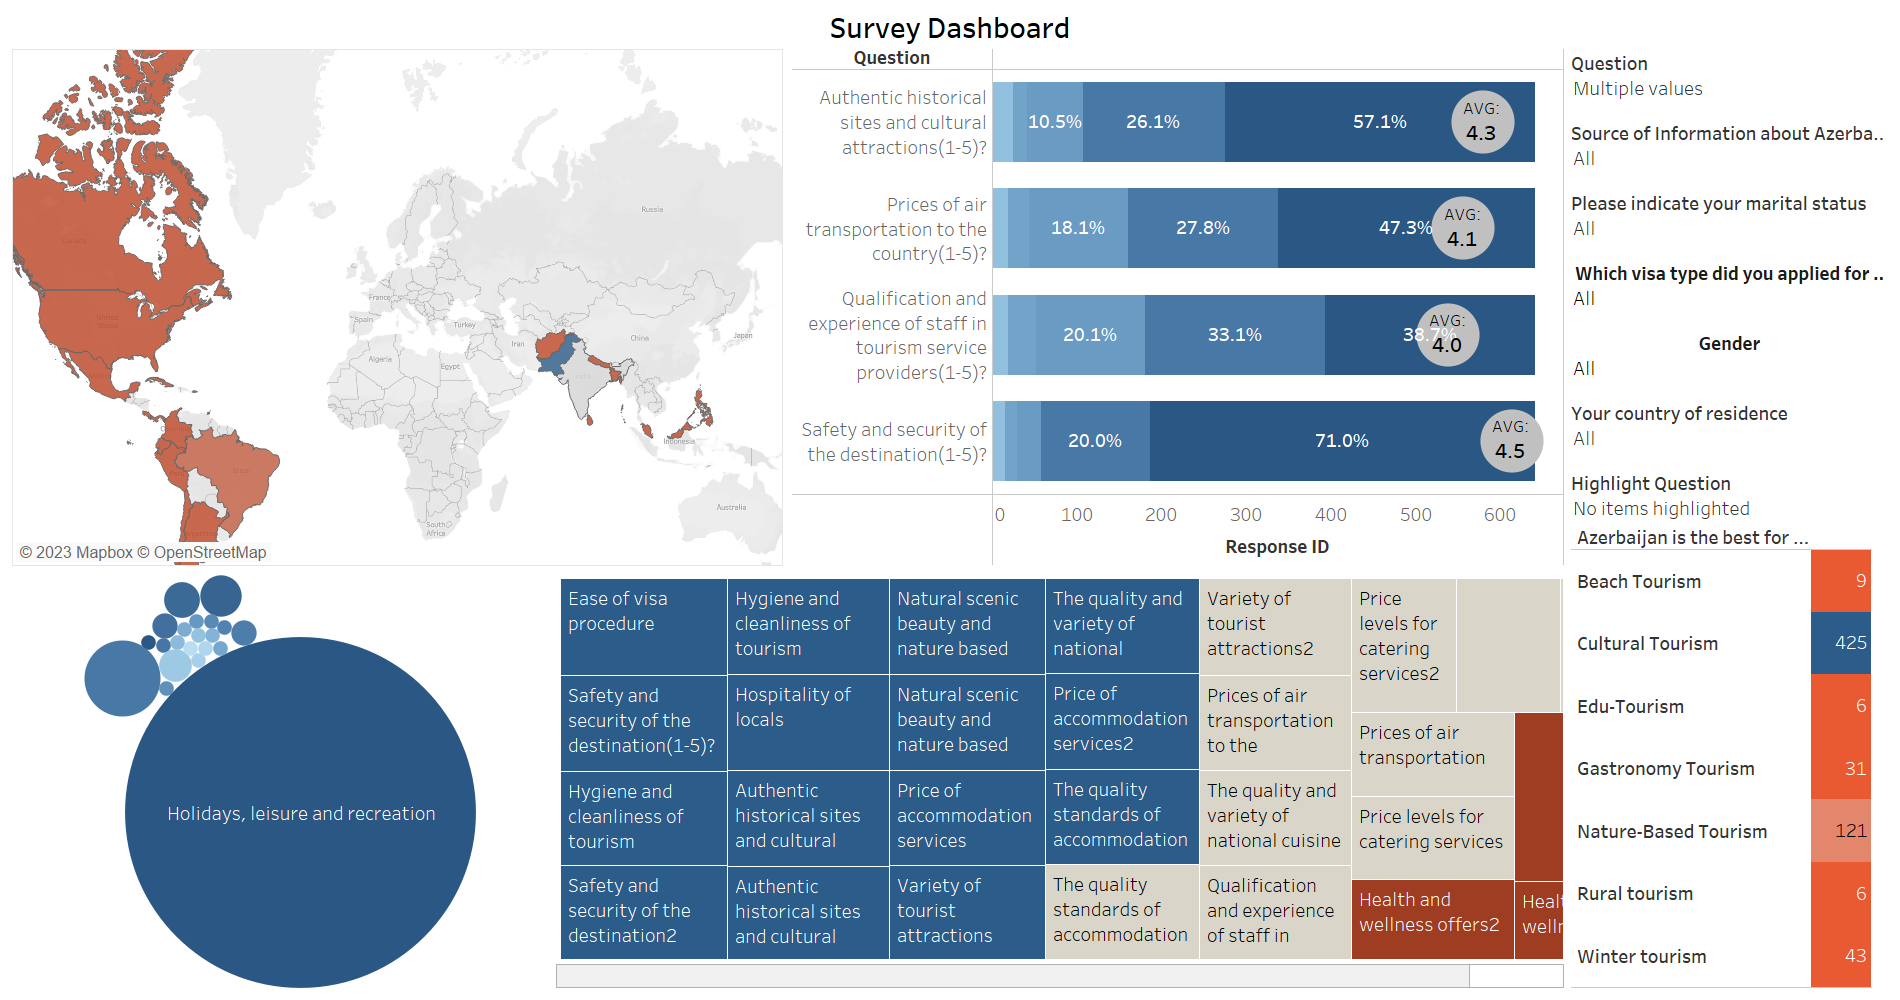 Survey Dashboard
Russia
France
Spain
Turkey
Iran
China
Japan
Algeria
Egypt
Indonesia
South
Africa
Australia
© 2023 Mapbox © OpenStreetMap
Question
Authentic historical
sites and cultural
attractions(1-5)?
10.5%
26.1%
57.1%
AVG:
4.3
Prices of air
transportation to the
country(1-5)?
18.1%
27.8%
47.3%
AVG:
4.1
Qualification and
experience of staff in
tourism service
providers(1-5)?
20.1%
33.1%
38.7%
AVG:
4.0
Safety and security of
the destination(1-5)?
20.0%
71.0%
AVG:
4.5
0 100 200 300 400 500 600
Response ID
Question
Multiple values
Source of Information about Azerba..
All
Please indicate your marital status
All
Which visa type did you applied for ..
All
Gender
All
Your country of residence
All
Highlight Question
No items highlighted
Azerbaijan is the best for ...
Beach Tourism 9
Cultural Tourism 425
Edu-Tourism 6
Gastronomy Tourism 31
Nature-Based Tourism 121
Rural tourism 6
Winter tourism 43
Holidays, leisure and recreation
Ease of visa
procedure
Safety and
security of the
destination(1-5)?
Hygiene and
cleanliness of
tourism
Safety and
security of the
destination2
Hygiene and
cleanliness of
tourism
Hospitality of
locals
Authentic
historical sites
and cultural
Authentic
historical sites
and cultural
Natural scenic
beauty and
nature based
Natural scenic
beauty and
nature based
Price of
accommodation
services
Variety of
tourist
attractions
The quality and
variety of
national
Price of
accommodation
services2
The quality
standards of
accommodation
The quality
standards of
accommodation
Variety of
tourist
attractions2
Prices of air
transportation
to the
The quality and
variety of
national cuisine
Qualification
and experience
of staff in
Price
levels for
catering
services2
Prices of air
transportation
Price levels for
catering services
Health and
wellness offers2
Healt
welln